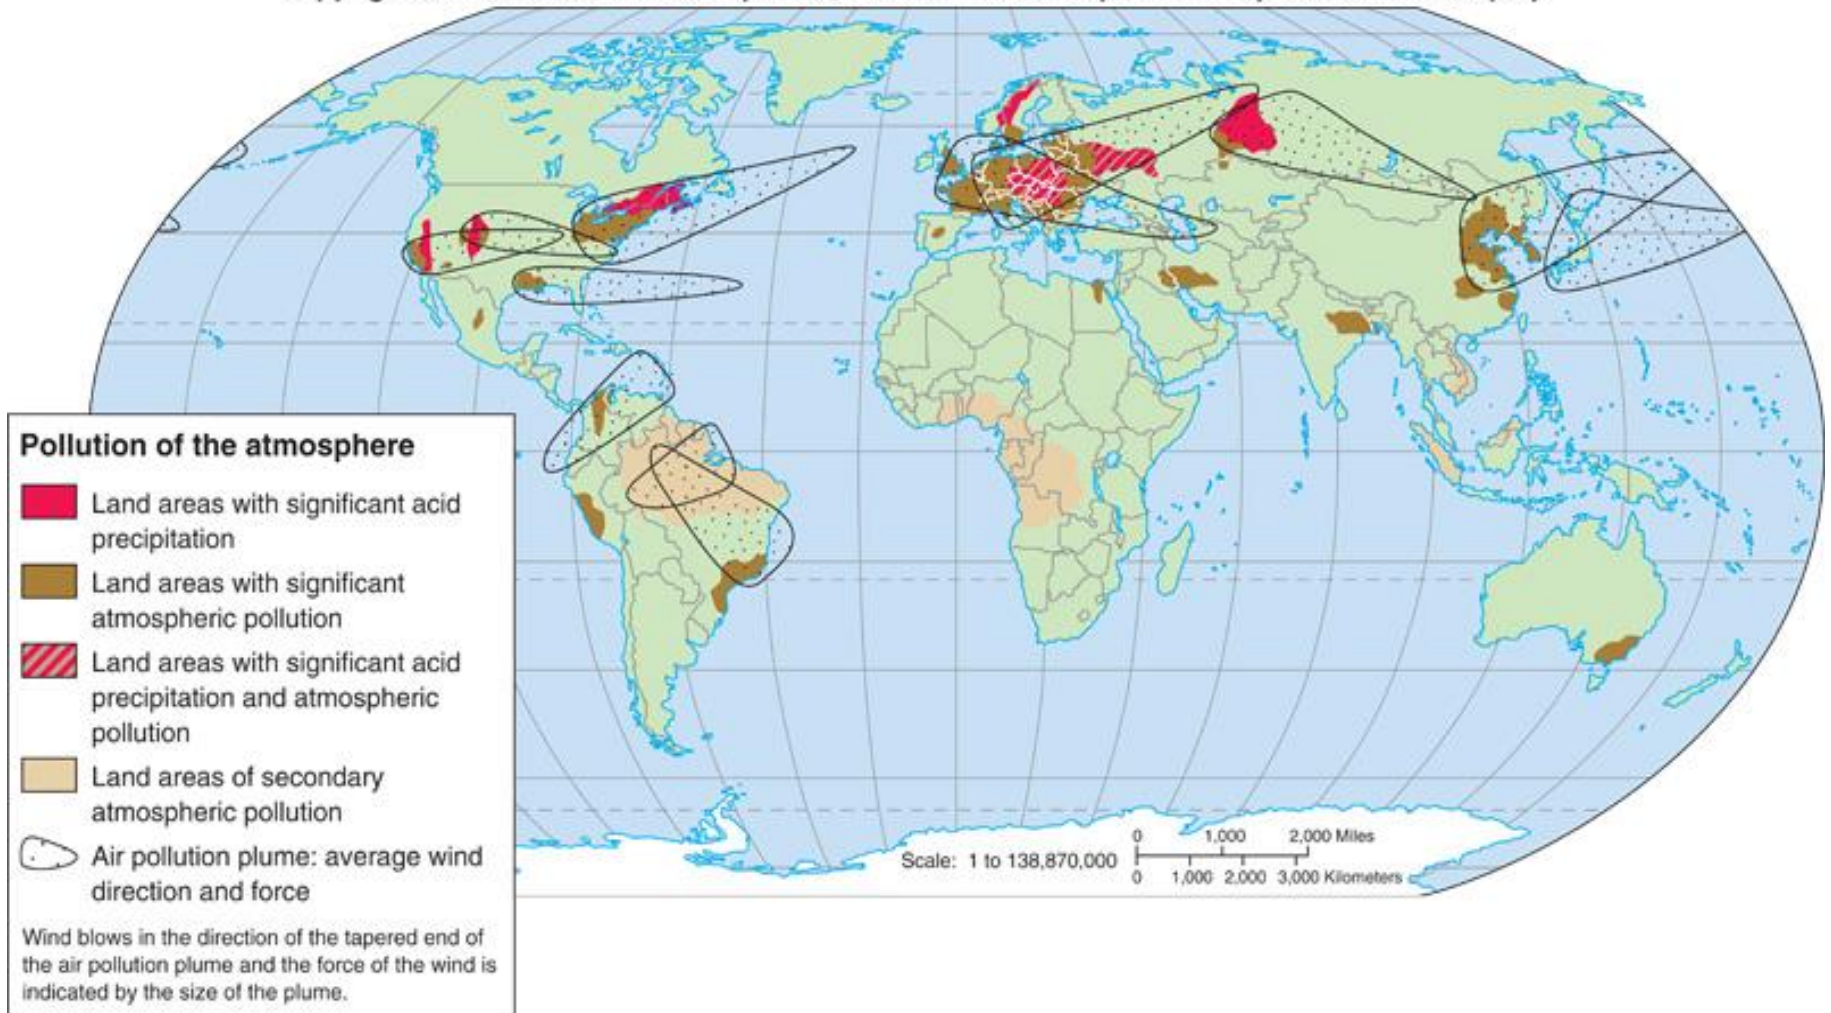 Pollution of the atmosphere
Land areas with significant acid
precipitation
Land areas with significant
atmospheric pollution
Land areas with significant acid
precipitation and atmospheric
pollution
Land areas of secondary
atmospheric pollution
Air pollution plume: average wind
direction and force
Wind blows in the direction of the tapered end of
the air pollution plume and the force of the wind is
indicated by the size of the plume.
Scale: 1 to 138,870,000
0 1,000 2,000 Miles
0 1,000 2,000 3,000 Kilometers